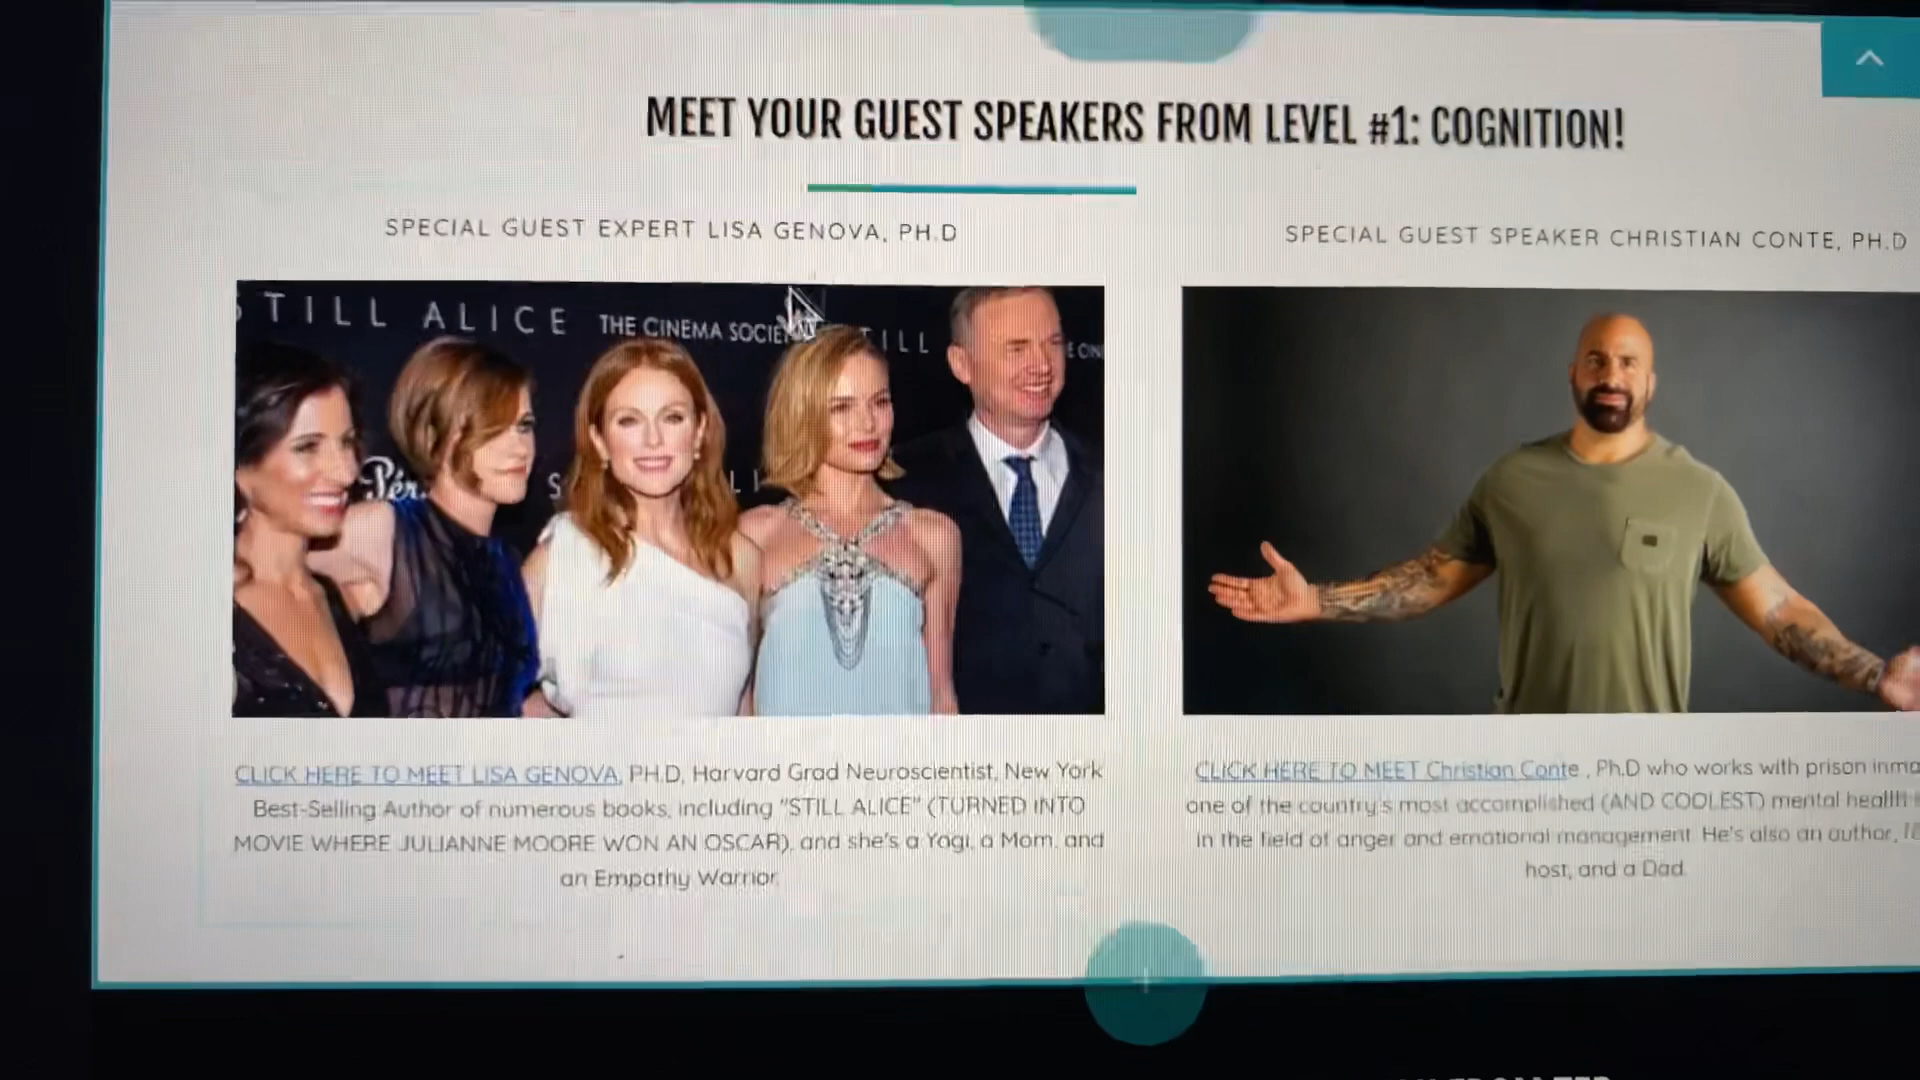 MEET YOUR GUEST SPEAKERS FROM LEVEL #1: COGNITION!
SPECIAL GUEST EXPERT LISA GENOVA, PH.D
STILL ALICE THE CINEMA SOCIE
TILL
Pér
S
CLICK HERE TO MEET LISA GENOVA, PH.D, Harvard Grad Neuroscientist, New York
Best-Selling Author of numerous books, including "STILL ALICE" (TURNED INTO
MOVIE WHERE JULIANNE MOORE WON AN OSCAR), and she's a Yogi, a Mom, and
an Empathy Warrior.
SPECIAL GUEST SPEAKER CHRISTIAN CONTE, PH.D
CLICK HERE TO MEET Christian Conte , Ph.D who works with prison inma
one of the country's most accomplished (AND COOLEST) mental health
in the field of anger and emotional management. He's also an author,
host, and a Dad.